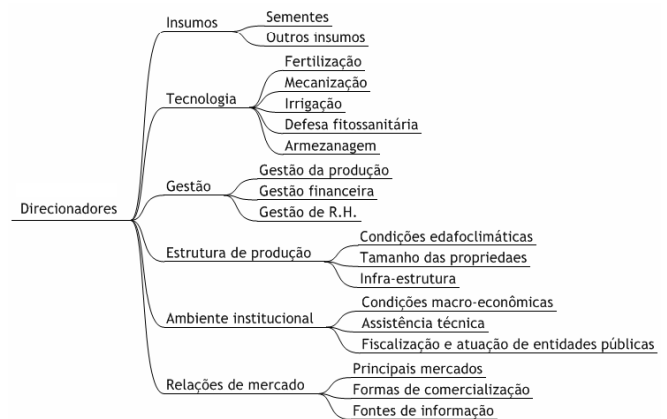 Direcionadores
Insumos
Sementes
Outros insumos
Tecnologia
Fertilização
Mecanização
Irrigação
Defesa fitossanitária
Armezanagem
Gestão
Gestão da produção
Gestão financeira
Gestão de R.H.
Estrutura de produção
Condições edafoclimáticas
Tamanho das propriedaes
Infra-estrutura
Ambiente institucional
Condições macro-econômicas
Assistência técnica
Fiscalização e atuação de entidades públicas
Relações de mercado
Principais mercados
Formas de comercialização
Fontes de informação